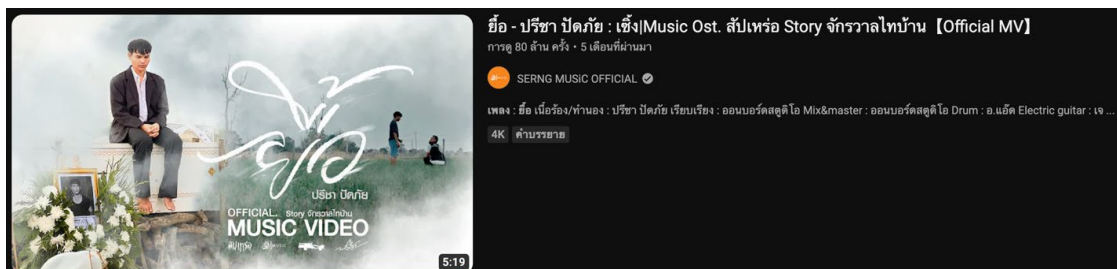 ยื้อ
ปรีชา ปัดภัย
OFFICIAL. Story จักรวาลไทบ้าน
MUSIC VIDEO
สัปเหร่อ
5:19
ยื้อ - ปรีชา ปัดภัย : เซิ้ง|Music Ost. สัปเหร่อ Story จักรวาลไทบ้าน【Official MV】
การดู 80 ล้าน ครั้ง • 5 เดือนที่ผ่านมา
SERNG MUSiC OFFICIAL
เพลง : ยื้อ เนื้อร้อง/ทำนอง : ปรีชา ปัดภัย เรียบเรียง : ออนบอร์ดสตูดิโอ Mix&master : ออนบอร์ดสตูดิโอ Drum : อ.แอ๊ด Electric guitar : เจ ...
4K คำบรรยาย